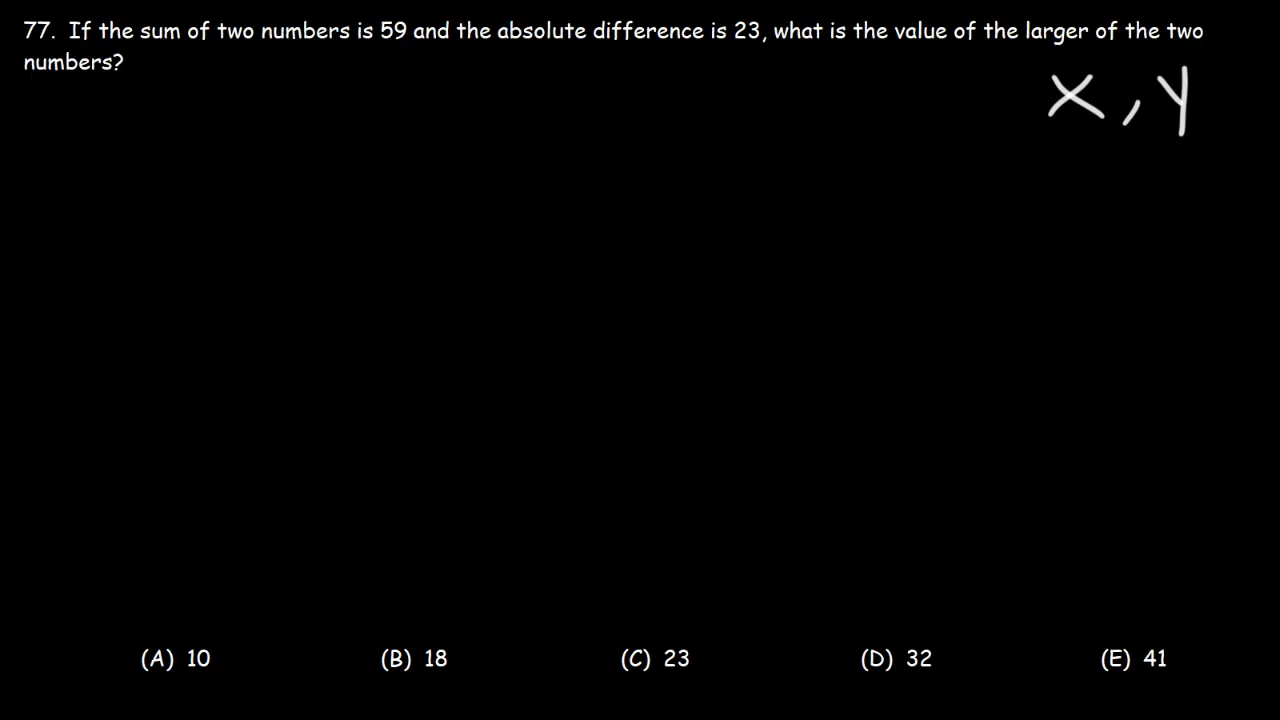 77. If the sum of two numbers is 59 and the absolute difference is 23, what is the value of the larger of the two
numbers?
x, y
(A) 10 (B) 18 (C) 23 (D) 32 (E) 41